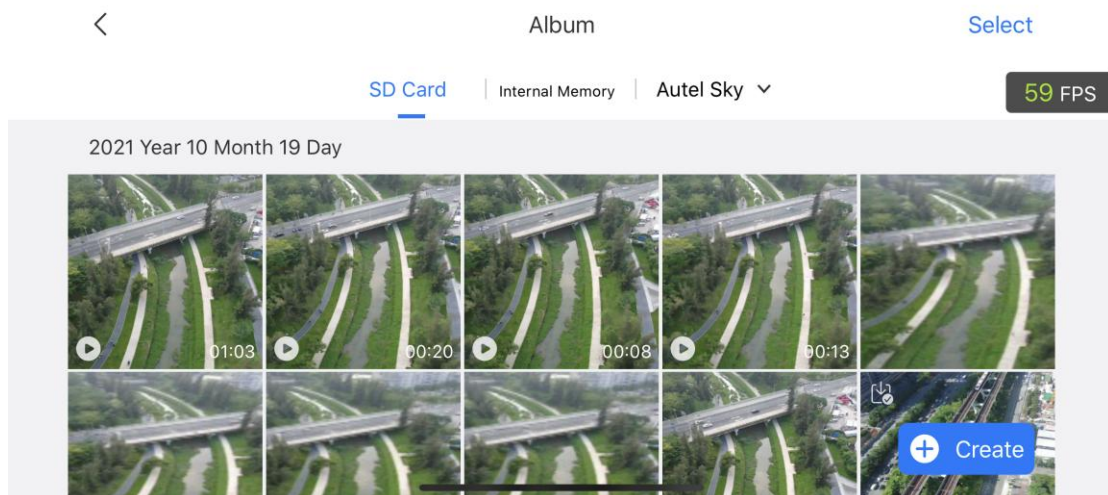 Album
Select
SD Card
Internal Memory
Autel Sky
59 FPS
2021 Year 10 Month 19 Day
01:03
00:20
00:08
00:13
Create